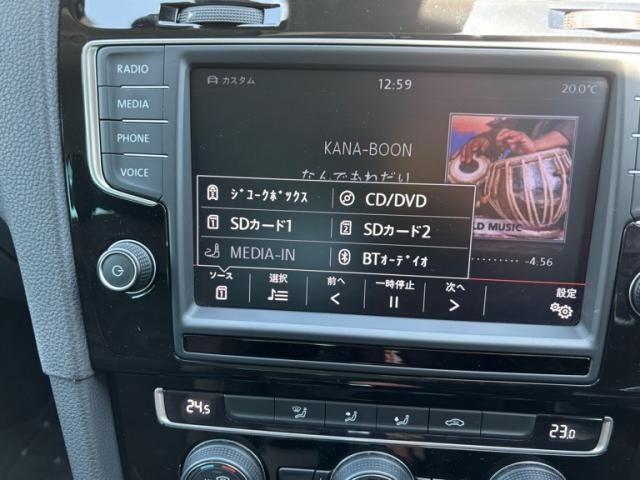 RADIO
MEDIA
PHONE
VOICE
カスタム
12:59
20.0℃
KANA-BOON
LD MUSIC
ｼﾞｭｰｸﾎﾞｯｸｽ
CD/DVD
SDカード1
SDカード2
MEDIA-IN
BTｵｰﾃﾞｨｵ
-4:56
ソース
選択
前へ
一時停止
次へ
設定
24.5
23.0